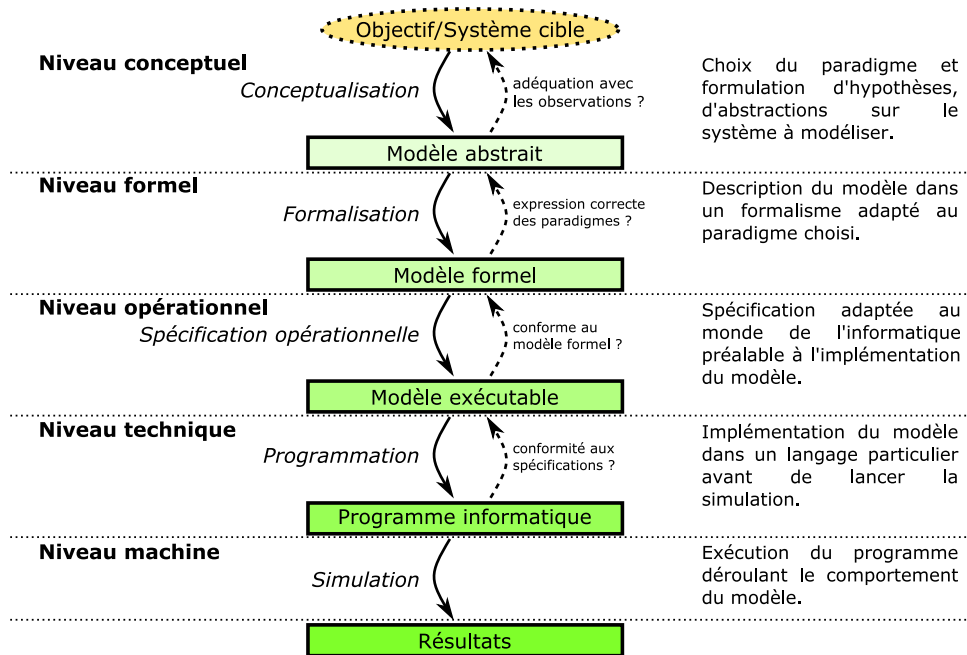 Objectif/Système cible
Niveau conceptuel
Conceptualisation
adéquation avec
les observations ?
Choix du paradigme et
formulation d'hypothèses,
d'abstractions sur le
système à modéliser.
Modèle abstrait
Niveau formel
Formalisation
expression correcte
des paradigmes ?
Description du modèle dans
un formalisme adapté au
paradigme choisi.
Modèle formel
Niveau opérationnel
Spécification opérationnelle
conforme au
modèle formel ?
Spécification adaptée au
monde de l'informatique
préalable à l'implémentation
du modèle.
Modèle exécutable
Niveau technique
Programmation
conformité aux
spécifications ?
Implémentation du modèle
dans un langage particulier
avant de lancer la
simulation.
Programme informatique
Niveau machine
Simulation
Exécution du programme
déroulant le comportement
du modèle.
Résultats